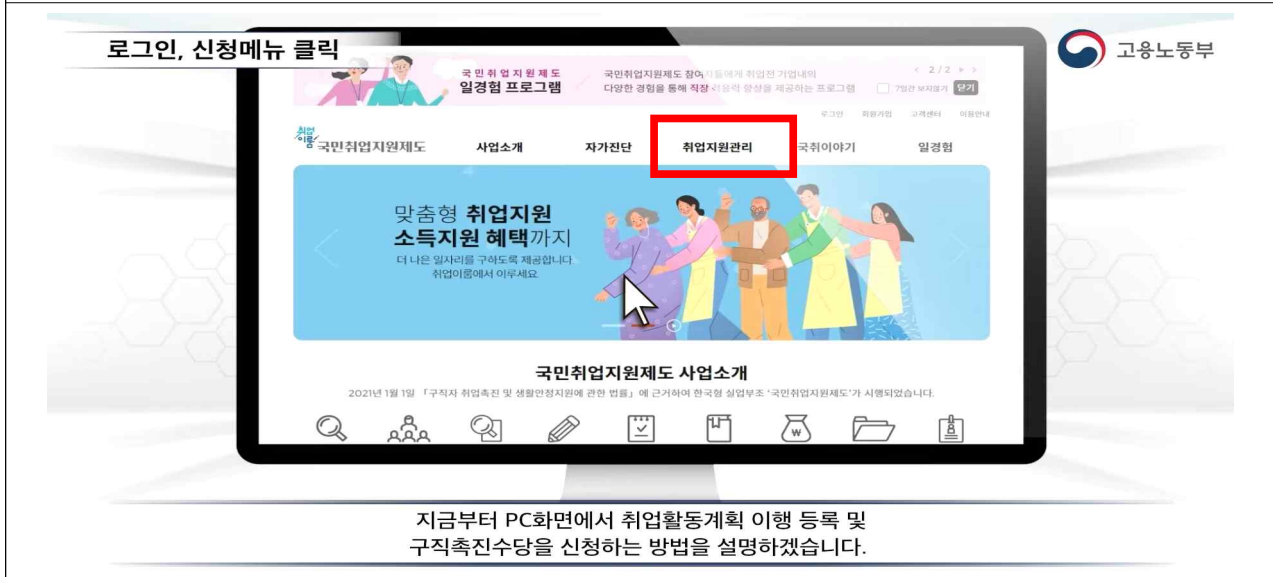 로그인, 신청메뉴 클릭
고용노동부
국민취업지원제도
일경험 프로그램
국민취업지원제도 참여자들에게 취업전 기업내의
다양한 경험을 통해 직장 적응력 향상을 제공하는 프로그램
< 2 / 2 >
7일간 보지않기 닫기
로그인 회원가입 고객센터 이용안내
취업이룸 국민취업지원제도 사업소개 자가진단 취업지원관리 국취이야기 일경험
맞춤형 취업지원
소득지원 혜택까지
더 나은 일자리를 구하도록 제공합니다
취업이룸에서 이루세요
국민취업지원제도 사업소개
2021년 1월 1일 「구직자 취업촉진 및 생활안정지원에 관한 법률」에 근거하여 한국형 실업부조 '국민취업지원제도'가 시행되었습니다.
지금부터 PC화면에서 취업활동계획 이행 등록 및
구직촉진수당을 신청하는 방법을 설명하겠습니다.